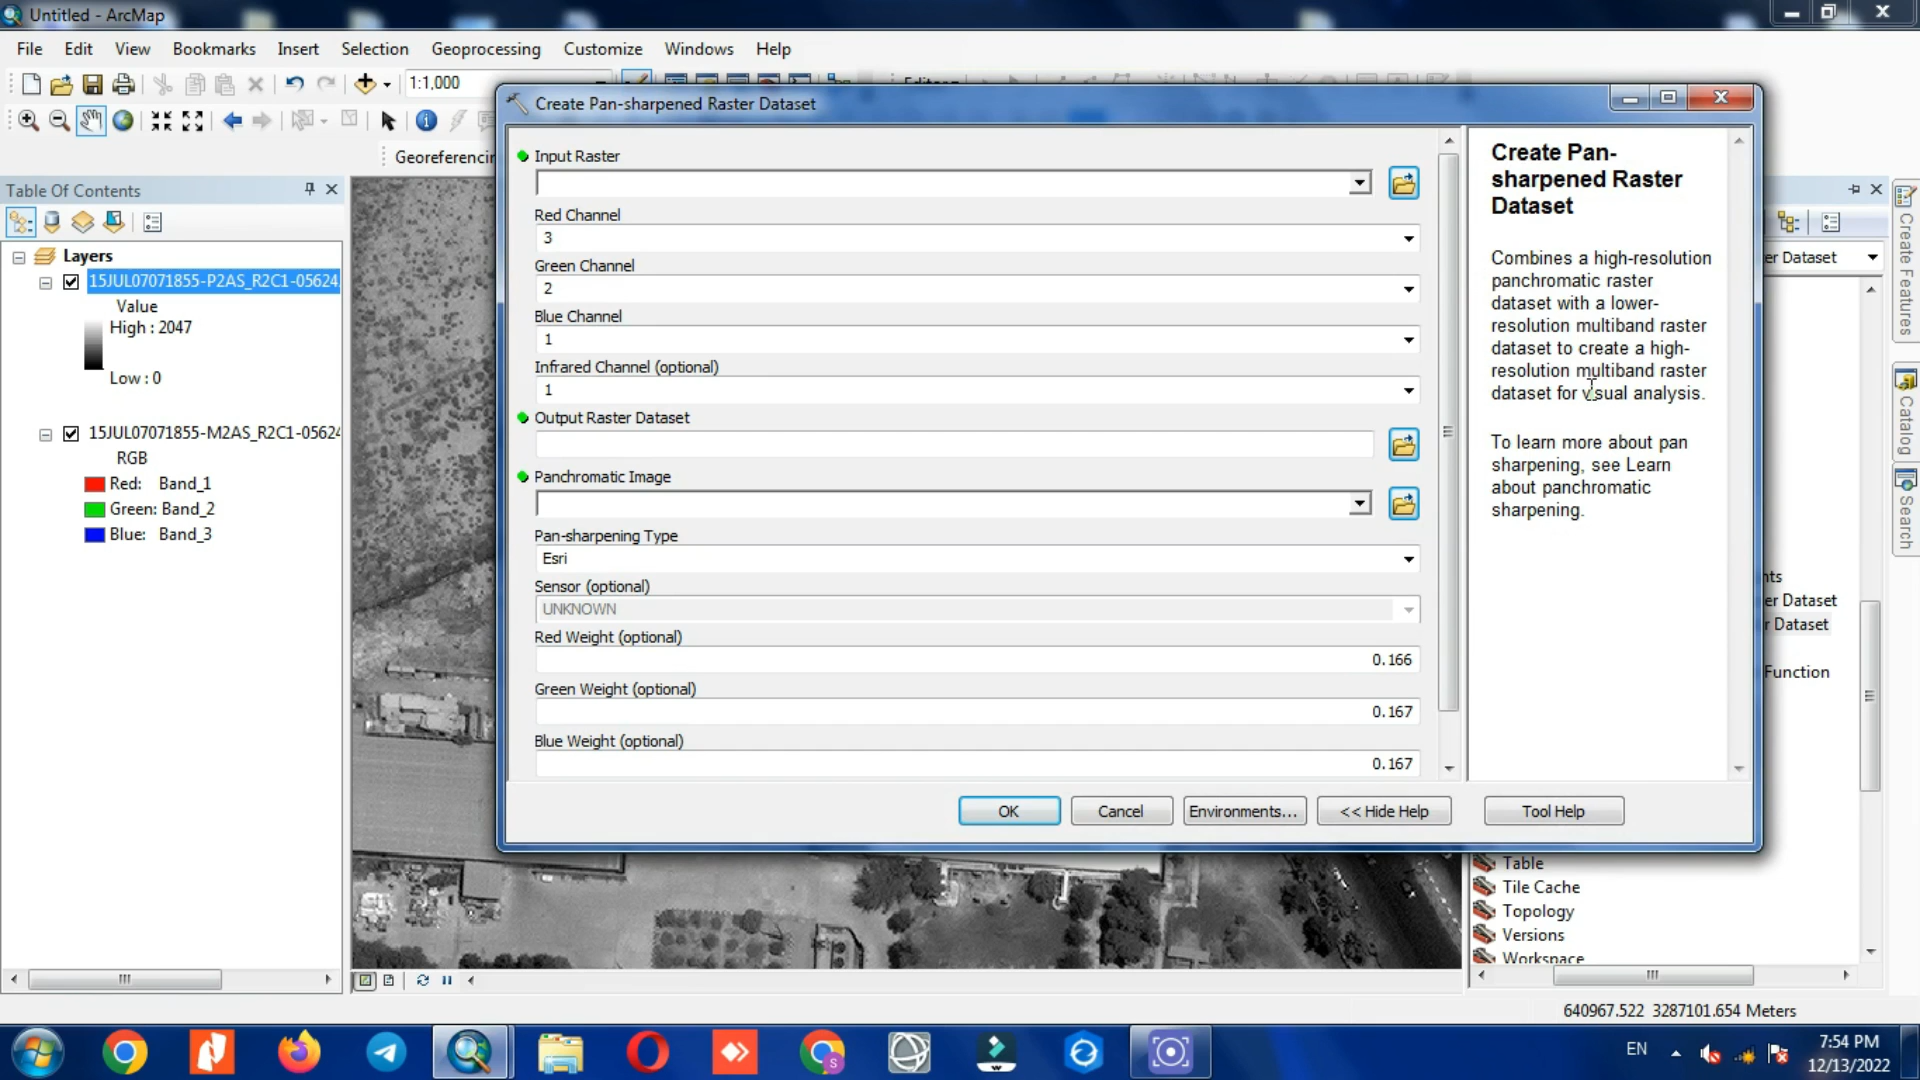 Untitled - ArcMap
File Edit View Bookmarks Insert Selection Geoprocessing Customize Windows Help
1:1,000
Georeferencin
Table Of Contents
Layers
15JUL07071855-P2AS_R2C1-05624
Value
High : 2047
Low : 0
15JUL07071855-M2AS_R2C1-05624
RGB
Red: Band_1
Green: Band_2
Blue: Band_3
Create Pan-sharpened Raster Dataset
Input Raster
Red Channel
3
Green Channel
2
Blue Channel
1
Infrared Channel (optional)
1
Output Raster Dataset
Panchromatic Image
Pan-sharpening Type
Esri
Sensor (optional)
UNKNOWN
Red Weight (optional)
0.166
Green Weight (optional)
0.167
Blue Weight (optional)
0.167
OK Cancel Environments... << Hide Help Tool Help
Create Pan-
sharpened Raster
Dataset
Combines a high-resolution
panchromatic raster
dataset with a lower-
resolution multiband raster
dataset to create a high-
resolution multiband raster
dataset for visual analysis.
To learn more about pan
sharpening, see Learn
about panchromatic
sharpening.
er Dataset
nts
er Dataset
r Dataset
Function
Table
Tile Cache
Topology
Versions
Workspace
Create Features
Catalog
Search
640967.522 3287101.654 Meters
EN
7:54 PM
12/13/2022